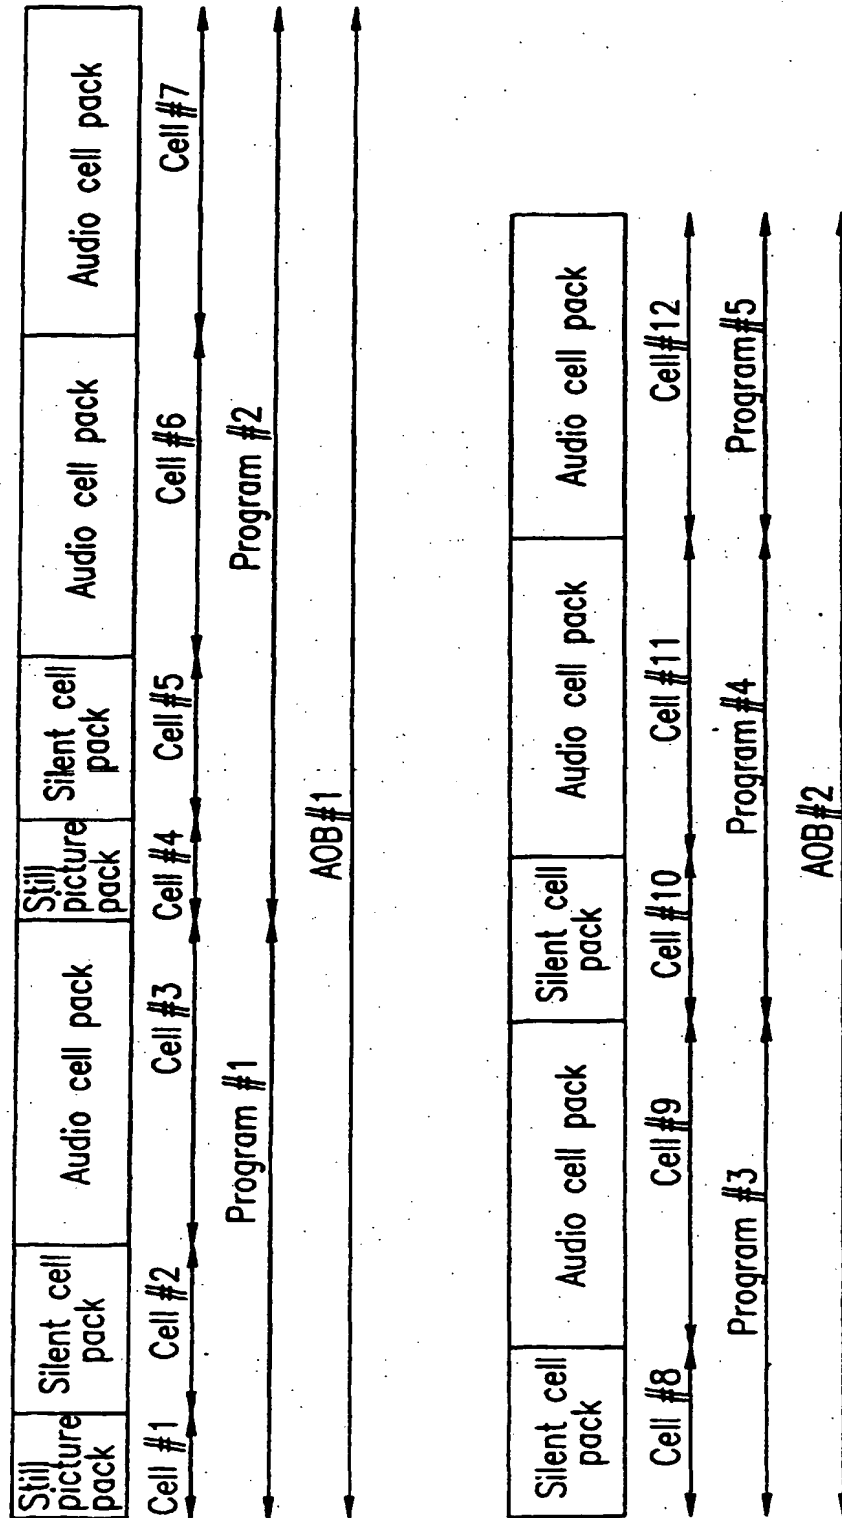 Still
picture
pack
Silent cell
pack
Audio cell pack
Still
picture
pack
Silent cell
pack
Audio cell pack
Audio cell pack
Cell #1
Cell #2
Cell #3
Cell #4
Cell #5
Cell #6
Cell #7
Program #1
Program #2
AOB#1
Silent cell
pack
Audio cell pack
Silent cell
pack
Audio cell pack
Audio cell pack
Cell #8
Cell#9
Cell #10
Cell #11
Cell#12
Program #3
Program#4
Program#5
AOB#2